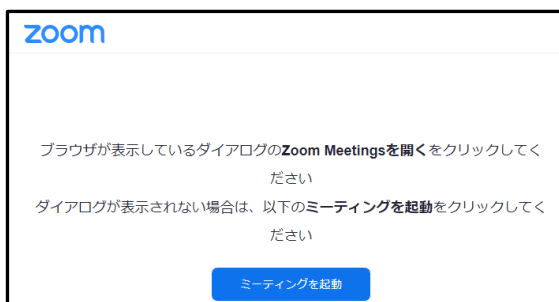 zoom
ブラウザが表示しているダイアログのZoom Meetingsを開くをクリックしてく
ださい
ダイアログが表示されない場合は、以下のミーティングを起動をクリックしてく
ださい
ミーティングを起動